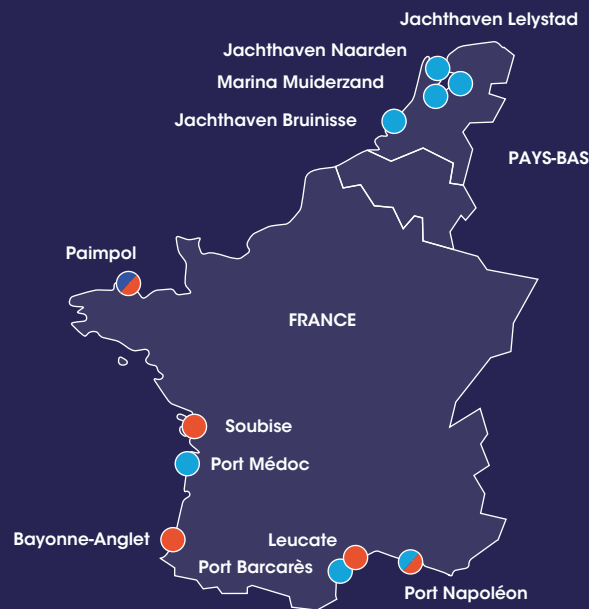 Jachthaven Lelystad
Jachthaven Naarden
Marina Muiderzand
Jachthaven Bruinisse
PAYS-BAS
Paimpol
FRANCE
Soubise
Port Médoc
Bayonne-Anglet
Leucate
Port Barcarès
Port Napoléon